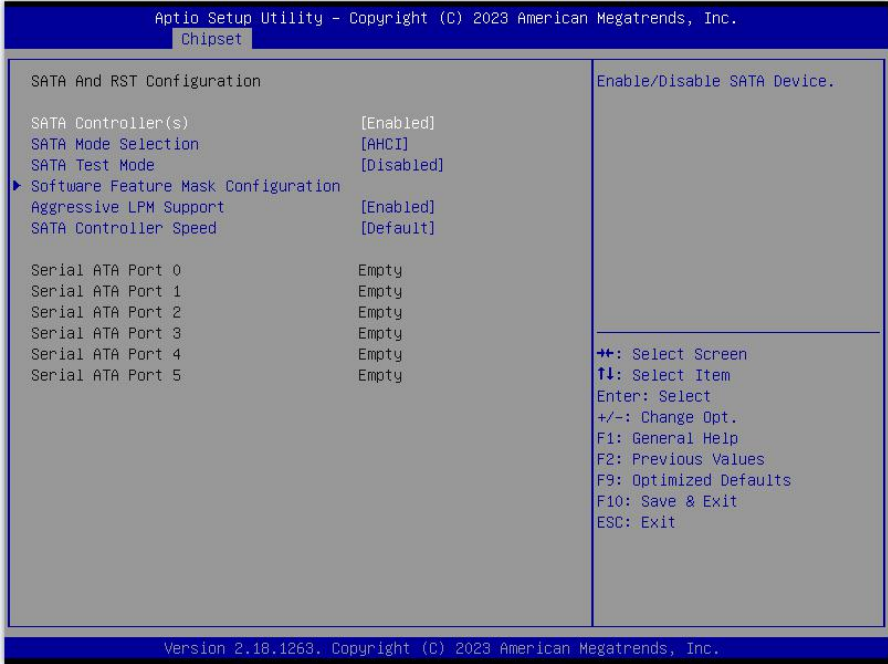 Aptio Setup Utility – Copyright (C) 2023 American Megatrends, Inc.
Chipset
SATA And RST Configuration
SATA Controller(s) [Enabled]
SATA Mode Selection [AHCI]
SATA Test Mode [Disabled]
Software Feature Mask Configuration
Aggressive LPM Support [Enabled]
SATA Controller Speed [Default]
Serial ATA Port 0 Empty
Serial ATA Port 1 Empty
Serial ATA Port 2 Empty
Serial ATA Port 3 Empty
Serial ATA Port 4 Empty
Serial ATA Port 5 Empty
Enable/Disable SATA Device.
→←: Select Screen
↑↓: Select Item
Enter: Select
+/-: Change Opt.
F1: General Help
F2: Previous Values
F9: Optimized Defaults
F10: Save & Exit
ESC: Exit
Version 2.18.1263. Copyright (C) 2023 American Megatrends, Inc.